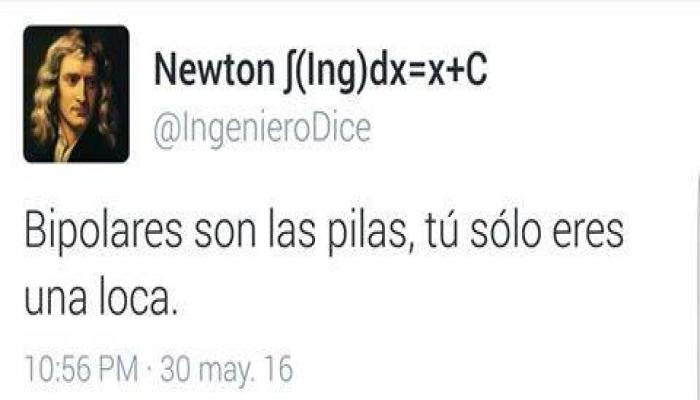 Newton ∫(Ing)dx=x+C
@IngenieroDice
Bipolares son las pilas, tú sólo eres
una loca.
10:56 PM · 30 may. 16